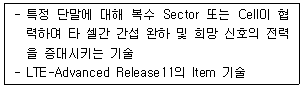 - 특정 단말에 대해 복수 Sector 또는 Cell이 협
력하여 타 셀간 간섭 완하 및 희망 신호의 전력
을 증대시키는 기술
- LTE-Advanced Release11의 Item 기술